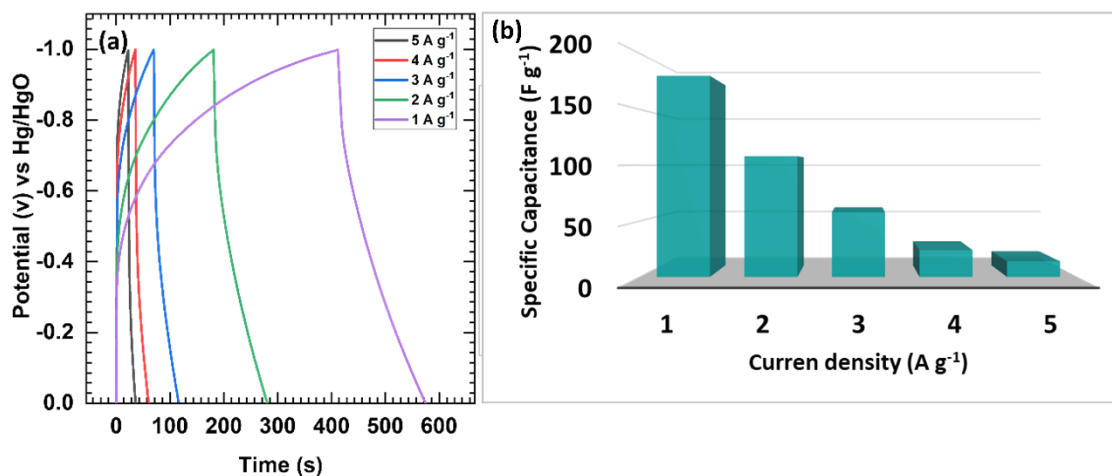 (a)
5 A g⁻¹
4 A g⁻¹
3 A g⁻¹
2 A g⁻¹
1 A g⁻¹
-1.0
-0.8
-0.6
-0.4
-0.2
0.0
Potential (v) vs Hg/HgO
0 100 200 300 400 500 600
Time (s)
(b)
200
150
100
50
0
Specific Capacitance (F g⁻¹)
1 2 3 4 5
Curren density (A g⁻¹)